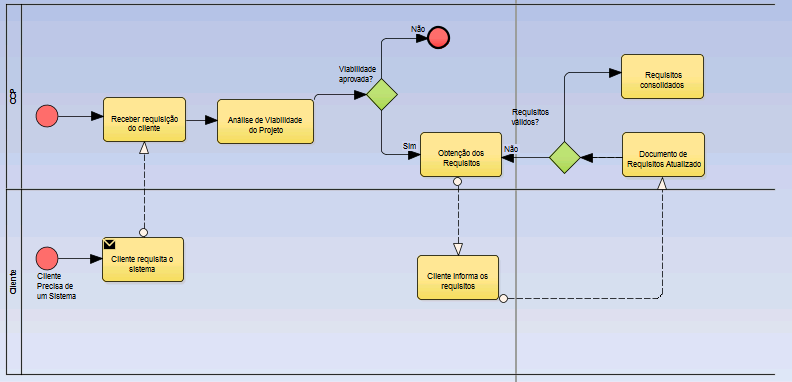 Não
Viabilidade
aprovada?
Requisitos
consolidados
CCP
Receber requisição
do cliente
Análise de Viabilidade
do Projeto
Requisitos
válidos?
Sim
Obtenção dos
Requisitos
Não
Documento de
Requisitos Atualizado
Cliente
Cliente requisita o
sistema
Cliente
Precisa de
um Sistema
Cliente informa os
requisitos